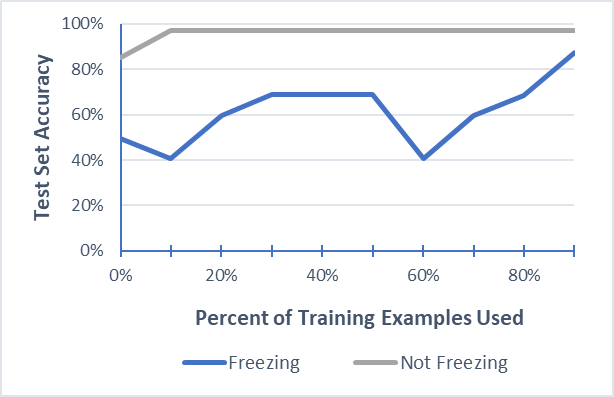 100%
80%
60%
40%
20%
0%
Test Set Accuracy
0% 20% 40% 60% 80%
Percent of Training Examples Used
Freezing Not Freezing